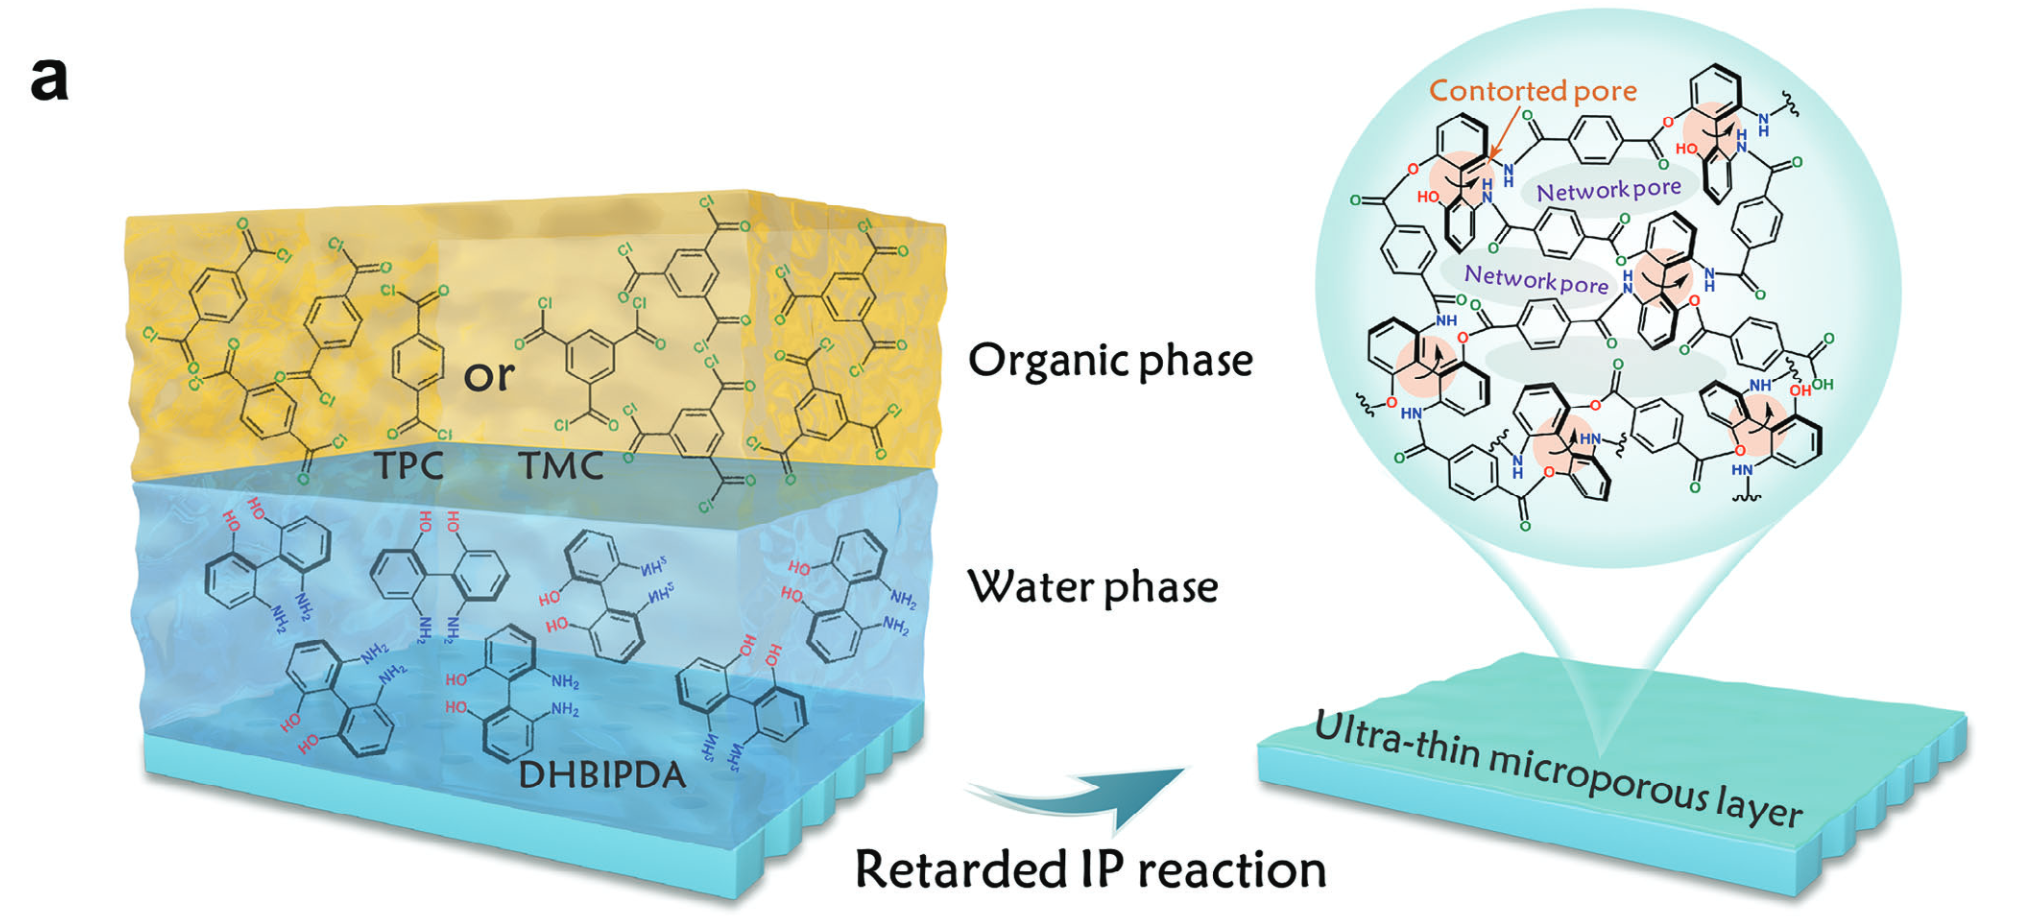 a
Contorted pore
Network pore
Network pore
or
TPC
TMC
Organic phase
Water phase
DHBIPDA
Retarded IP reaction
Ultra-thin microporous layer